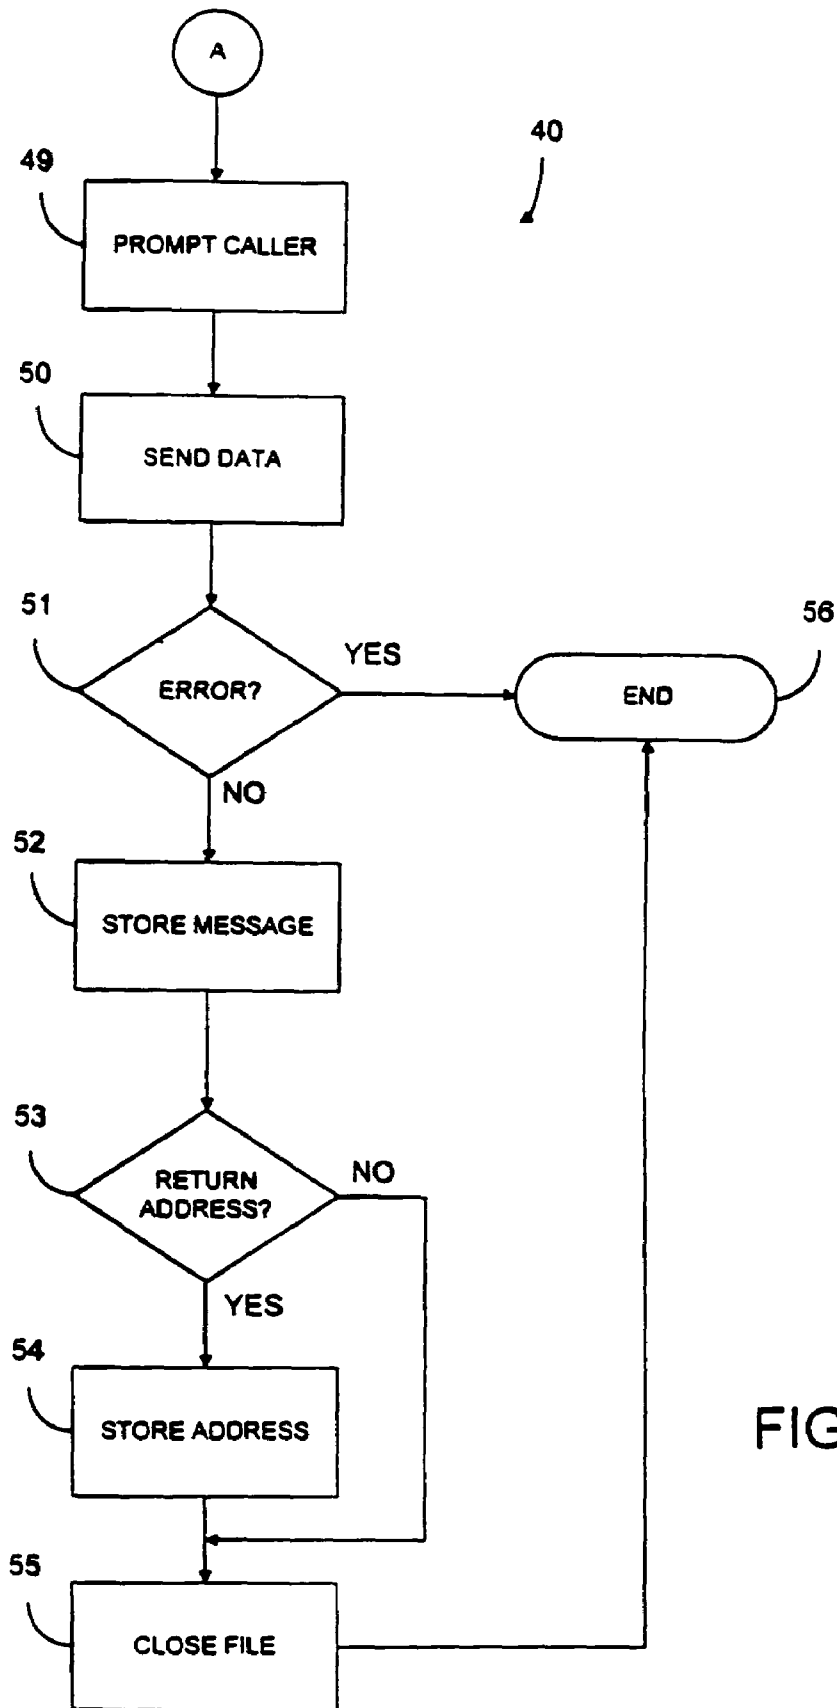 A
40
49
PROMPT CALLER
50
SEND DATA
51
ERROR?
YES
56
END
NO
52
STORE MESSAGE
53
RETURN
ADDRESS?
NO
YES
54
STORE ADDRESS
FIG
55
CLOSE FILE